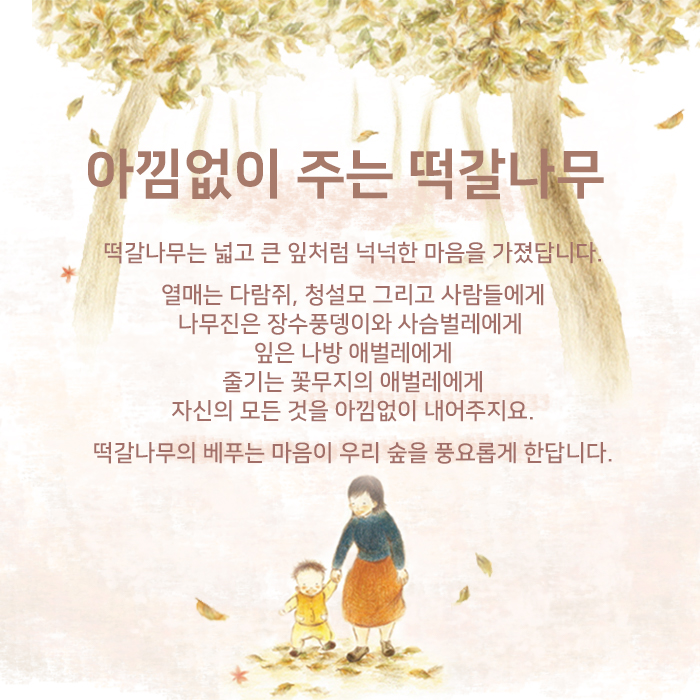 아낌없이 주는 떡갈나무
떡갈나무는 넓고 큰 잎처럼 넉넉한 마음을 가졌답니다.
열매는 다람쥐, 청설모 그리고 사람들에게
나무진은 장수풍뎅이와 사슴벌레에게
잎은 나방 애벌레에게
줄기는 꽃무지의 애벌레에게
자신의 모든 것을 아낌없이 내어주지요.
떡갈나무의 베푸는 마음이 우리 숲을 풍요롭게 한답니다.